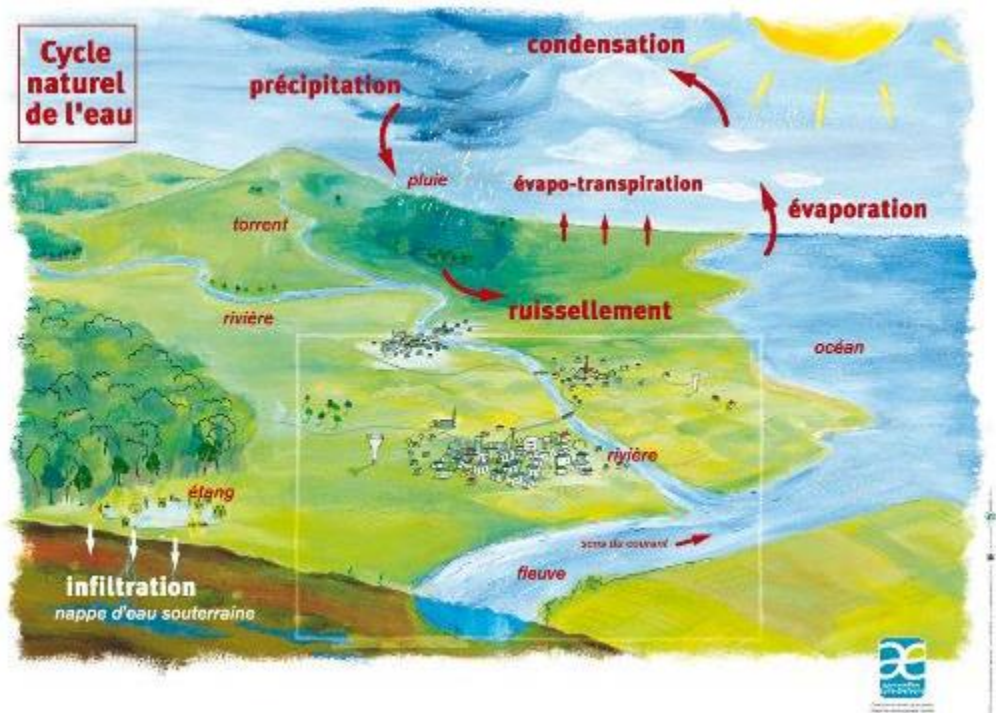 Cycle
naturel
de l'eau
condensation
précipitation
pluie
évapo-transpiration
évaporation
torrent
ruissellement
rivière
océan
rivière
étang
sens du courant
fleuve
infiltration
nappe d'eau souterraine